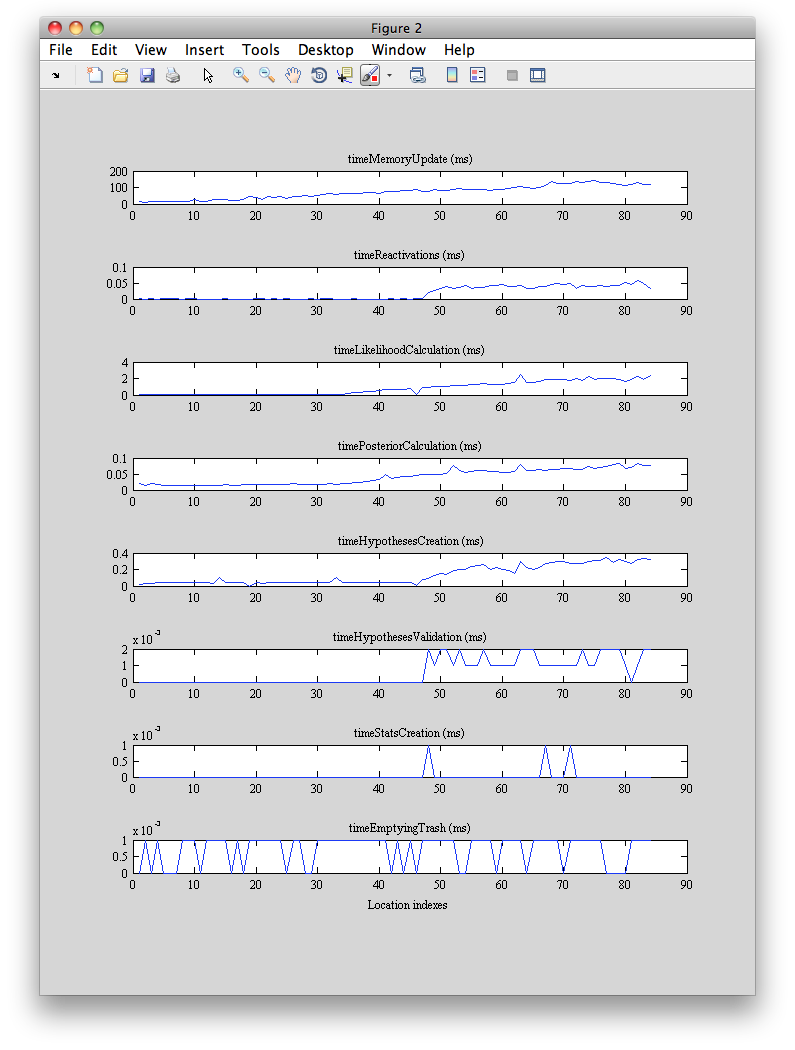 Figure 2
File Edit View Insert Tools Desktop Window Help
timeMemoryUpdate (ms)
200
100
0
0 10 20 30 40 50 60 70 80 90
timeReactivations (ms)
0.1
0.05
0
0 10 20 30 40 50 60 70 80 90
timeLikelihoodCalculation (ms)
4
2
0
0 10 20 30 40 50 60 70 80 90
timePosteriorCalculation (ms)
0.1
0.05
0
0 10 20 30 40 50 60 70 80 90
timeHypothesesCreation (ms)
0.4
0.2
0
0 10 20 30 40 50 60 70 80 90
x 10⁻³ timeHypothesesValidation (ms)
2
1
0
0 10 20 30 40 50 60 70 80 90
x 10⁻³ timeStatsCreation (ms)
1
0.5
0
0 10 20 30 40 50 60 70 80 90
x 10⁻³ timeEmptyingTrash (ms)
1
0.5
0
0 10 20 30 40 50 60 70 80 90
Location indexes